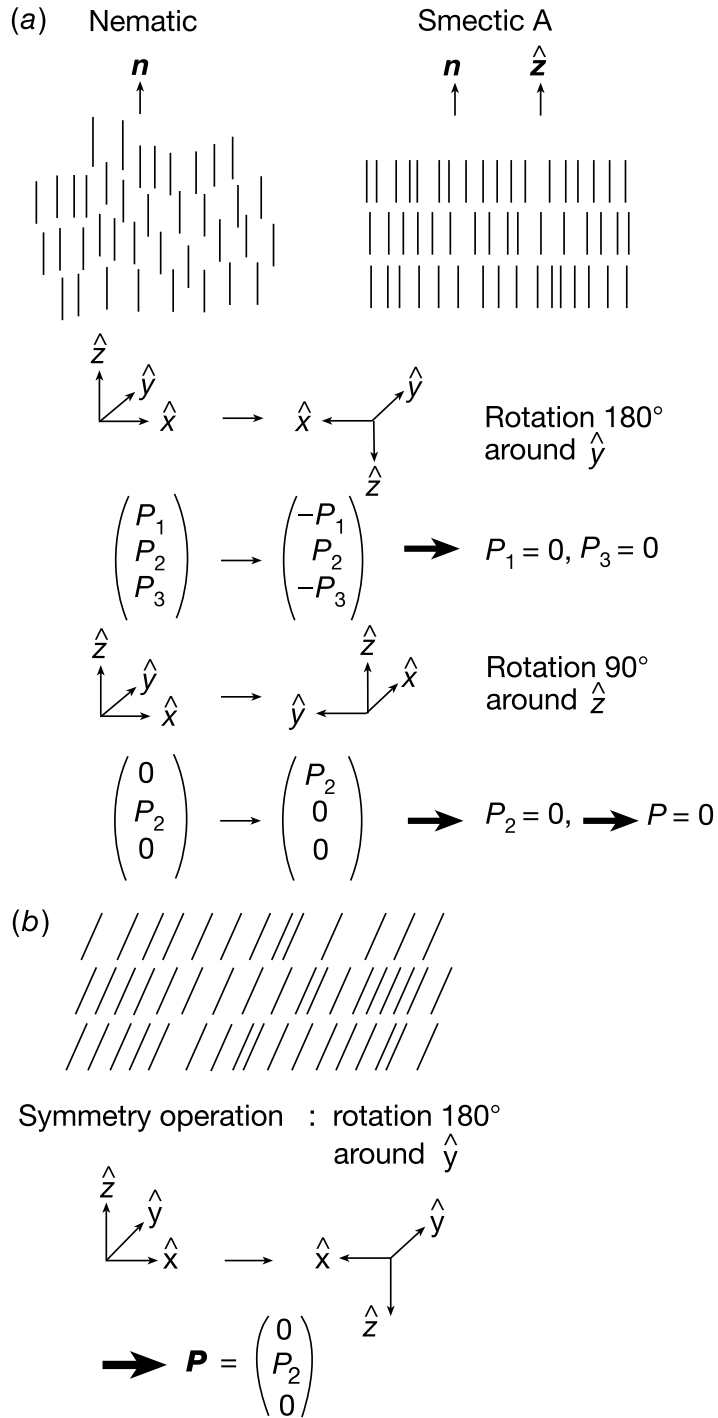 (a) Nematic Smectic A
n n ẑ
ẑ ŷ x̂ → x̂ ŷ ẑ Rotation 180°
around ŷ
P₁ −P₁
P₂ → P₂ ➡ P₁ = 0, P₃ = 0
P₃ −P₃
ẑ ŷ x̂ → ŷ ẑ x̂ Rotation 90°
around ẑ
0 P₂
P₂ → 0 ➡ P₂ = 0, ➡ P = 0
0 0
(b)
Symmetry operation : rotation 180°
around ŷ
ẑ ŷ x̂ → x̂ ŷ ẑ
0
➡ P = P₂
0